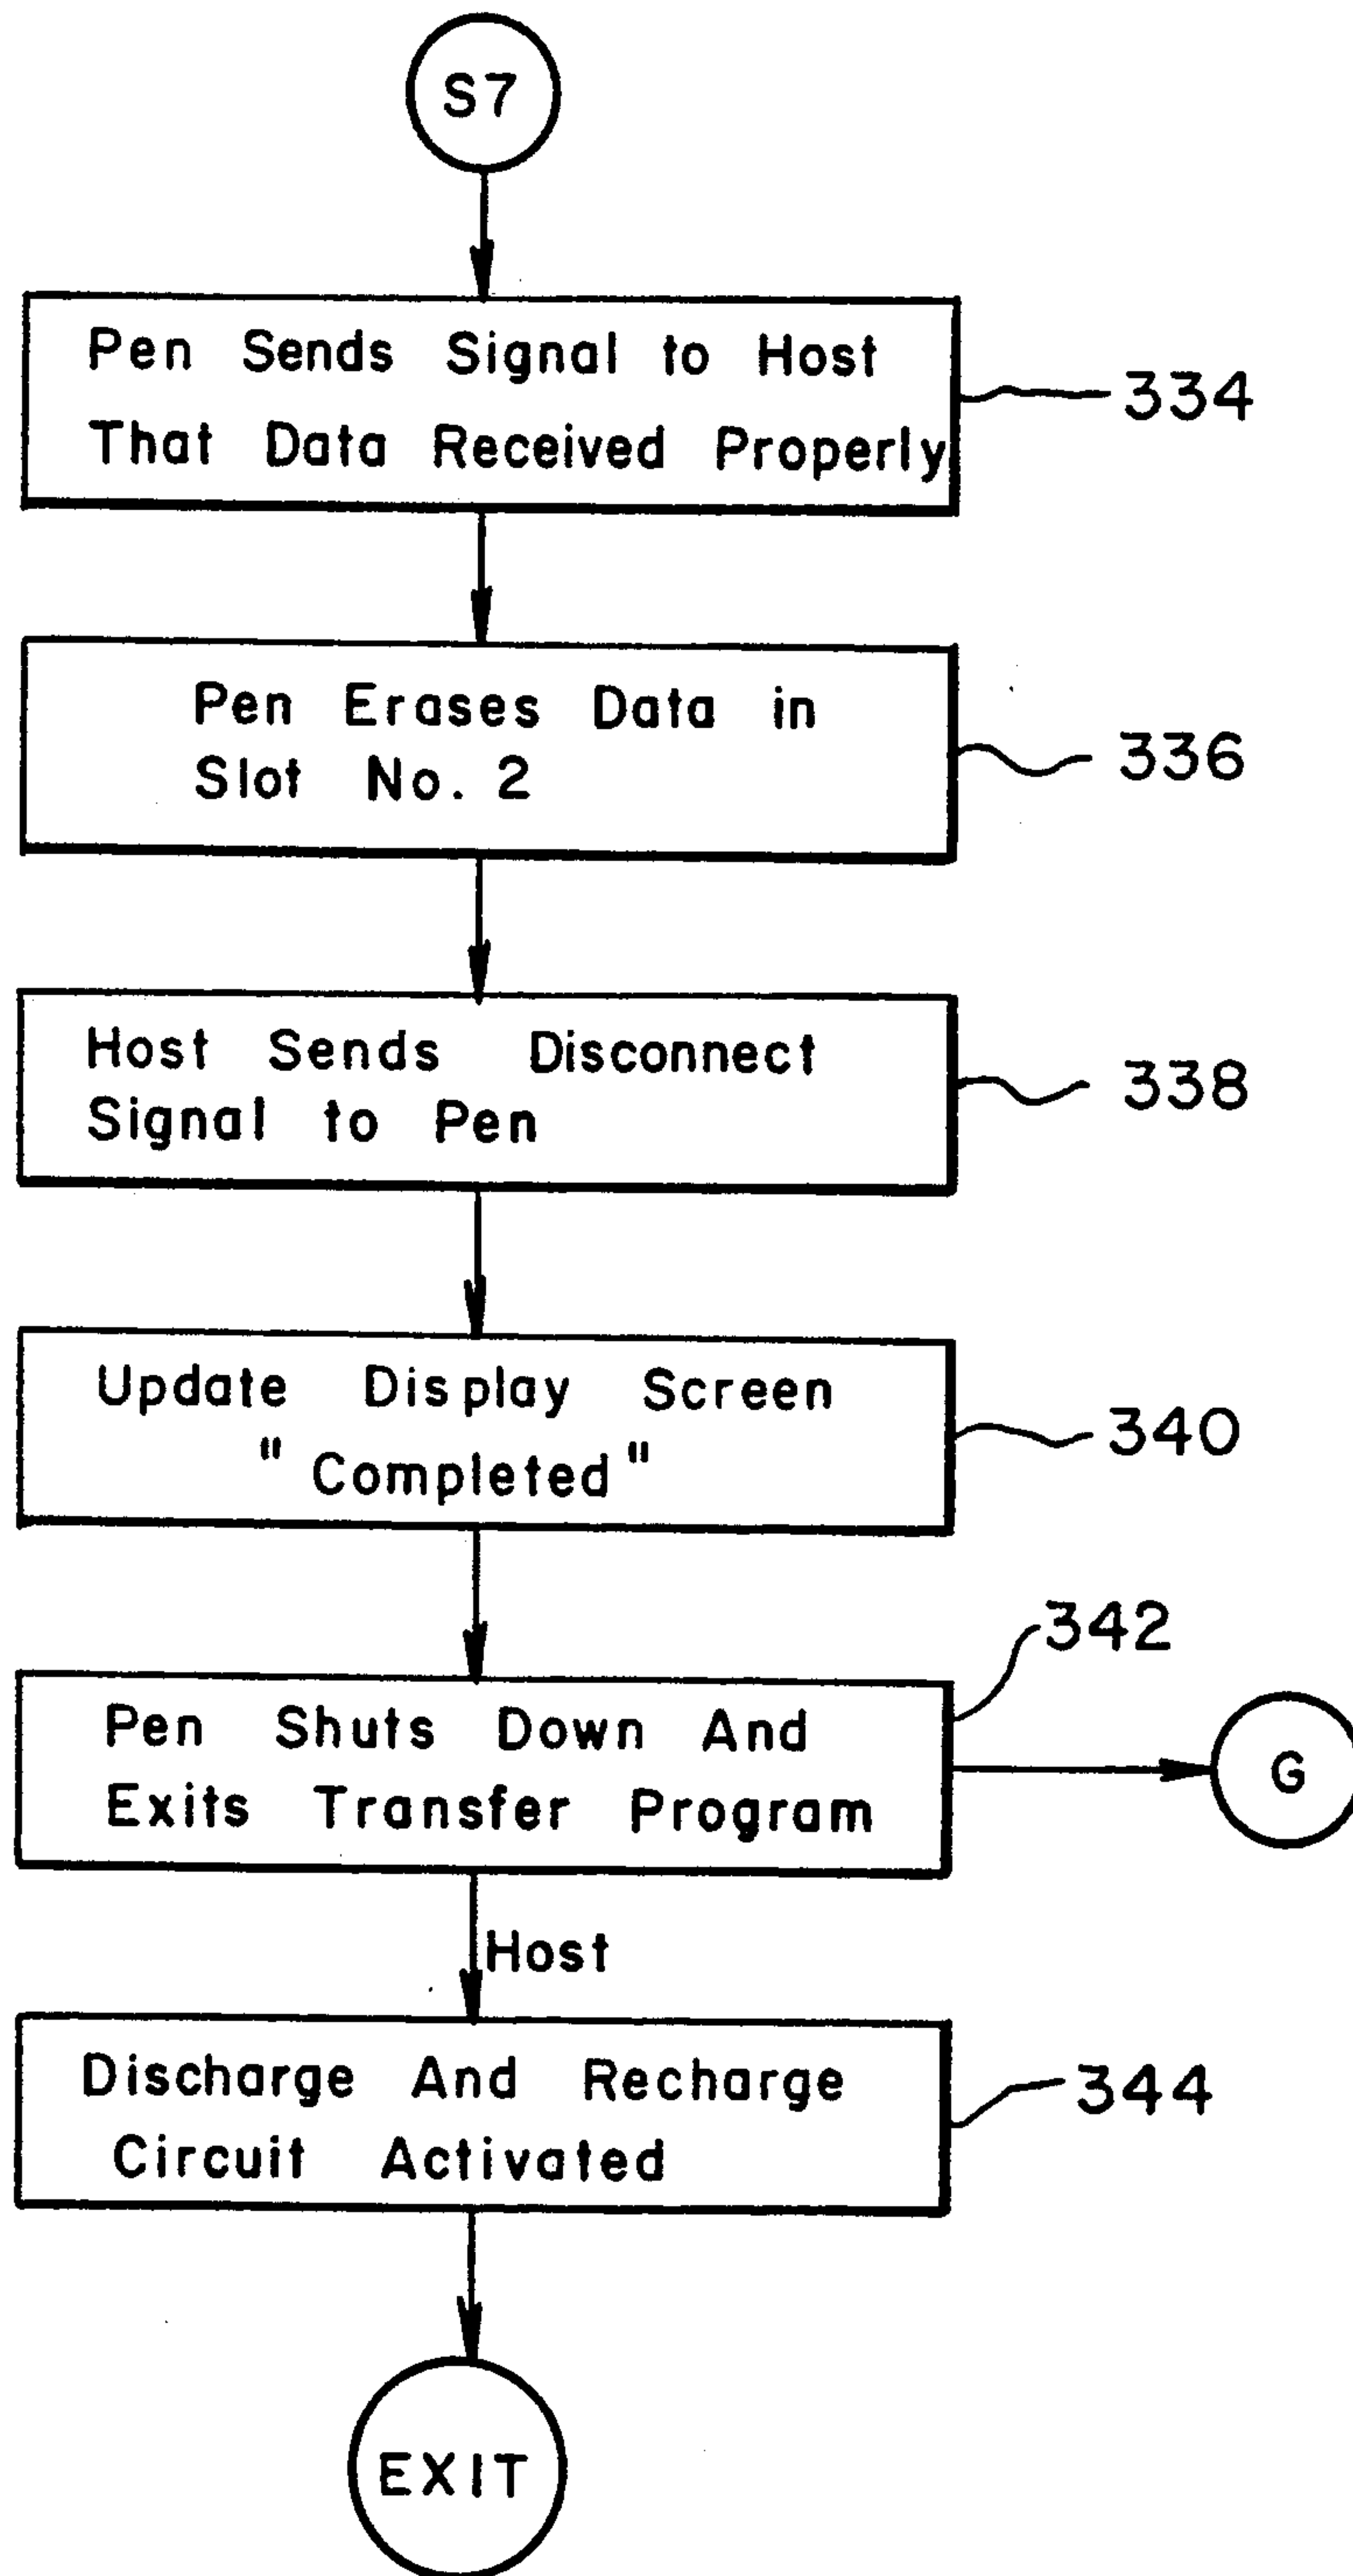 S7
Pen Sends Signal to Host
That Data Received Properly
334
Pen Erases Data in
Slot No. 2
336
Host Sends Disconnect
Signal to Pen
338
Update Display Screen
"Completed"
340
342
Pen Shuts Down And
Exits Transfer Program
G
Host
Discharge And Recharge
Circuit Activated
344
EXIT